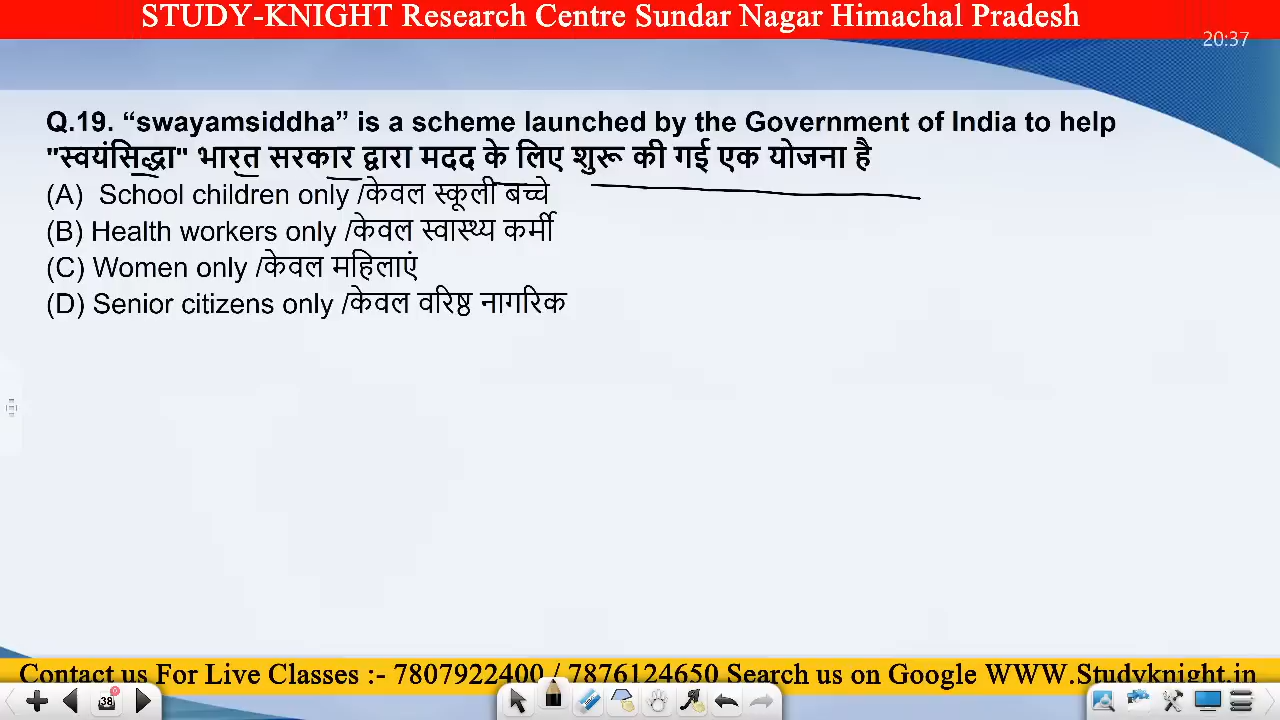 STUDY-KNIGHT Research Centre Sundar Nagar Himachal Pradesh
20:37
Q.19. “swayamsiddha” is a scheme launched by the Government of India to help
"स्वयंसिद्धा" भारत सरकार द्वारा मदद के लिए शुरू की गई एक योजना है
(A) School children only /केवल स्कूली बच्चे
(B) Health workers only /केवल स्वास्थ्य कर्मी
(C) Women only /केवल महिलाएं
(D) Senior citizens only /केवल वरिष्ठ नागरिक
Contact us For Live Classes :- 7807922400 / 7876124650 Search us on Google WWW.Studyknight.in
38